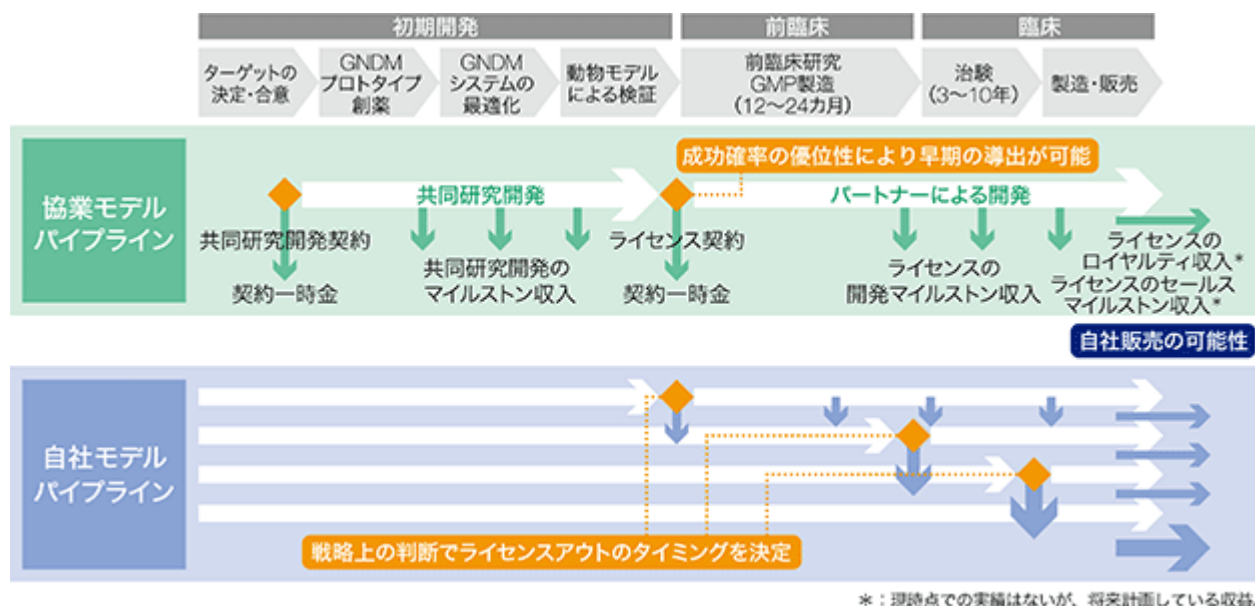 初期開発
前臨床
臨床
ターゲットの
決定・合意
GNDM
プロトタイプ
創薬
GNDM
システムの
最適化
動物モデル
による検証
前臨床研究
GMP製造
(12〜24カ月)
治験
(3〜10年)
製造・販売
協業モデル
パイプライン
成功確率の優位性により早期の導出が可能
共同研究開発
パートナーによる開発
共同研究開発契約
契約一時金
共同研究開発の
マイルストン収入
ライセンス契約
契約一時金
ライセンスの
開発マイルストン収入
ライセンスの
ロイヤルティ収入*
ライセンスのセールス
マイルストン収入*
自社販売の可能性
自社モデル
パイプライン
戦略上の判断でライセンスアウトのタイミングを決定
*：現時点での実績はないが、将来計画している収益